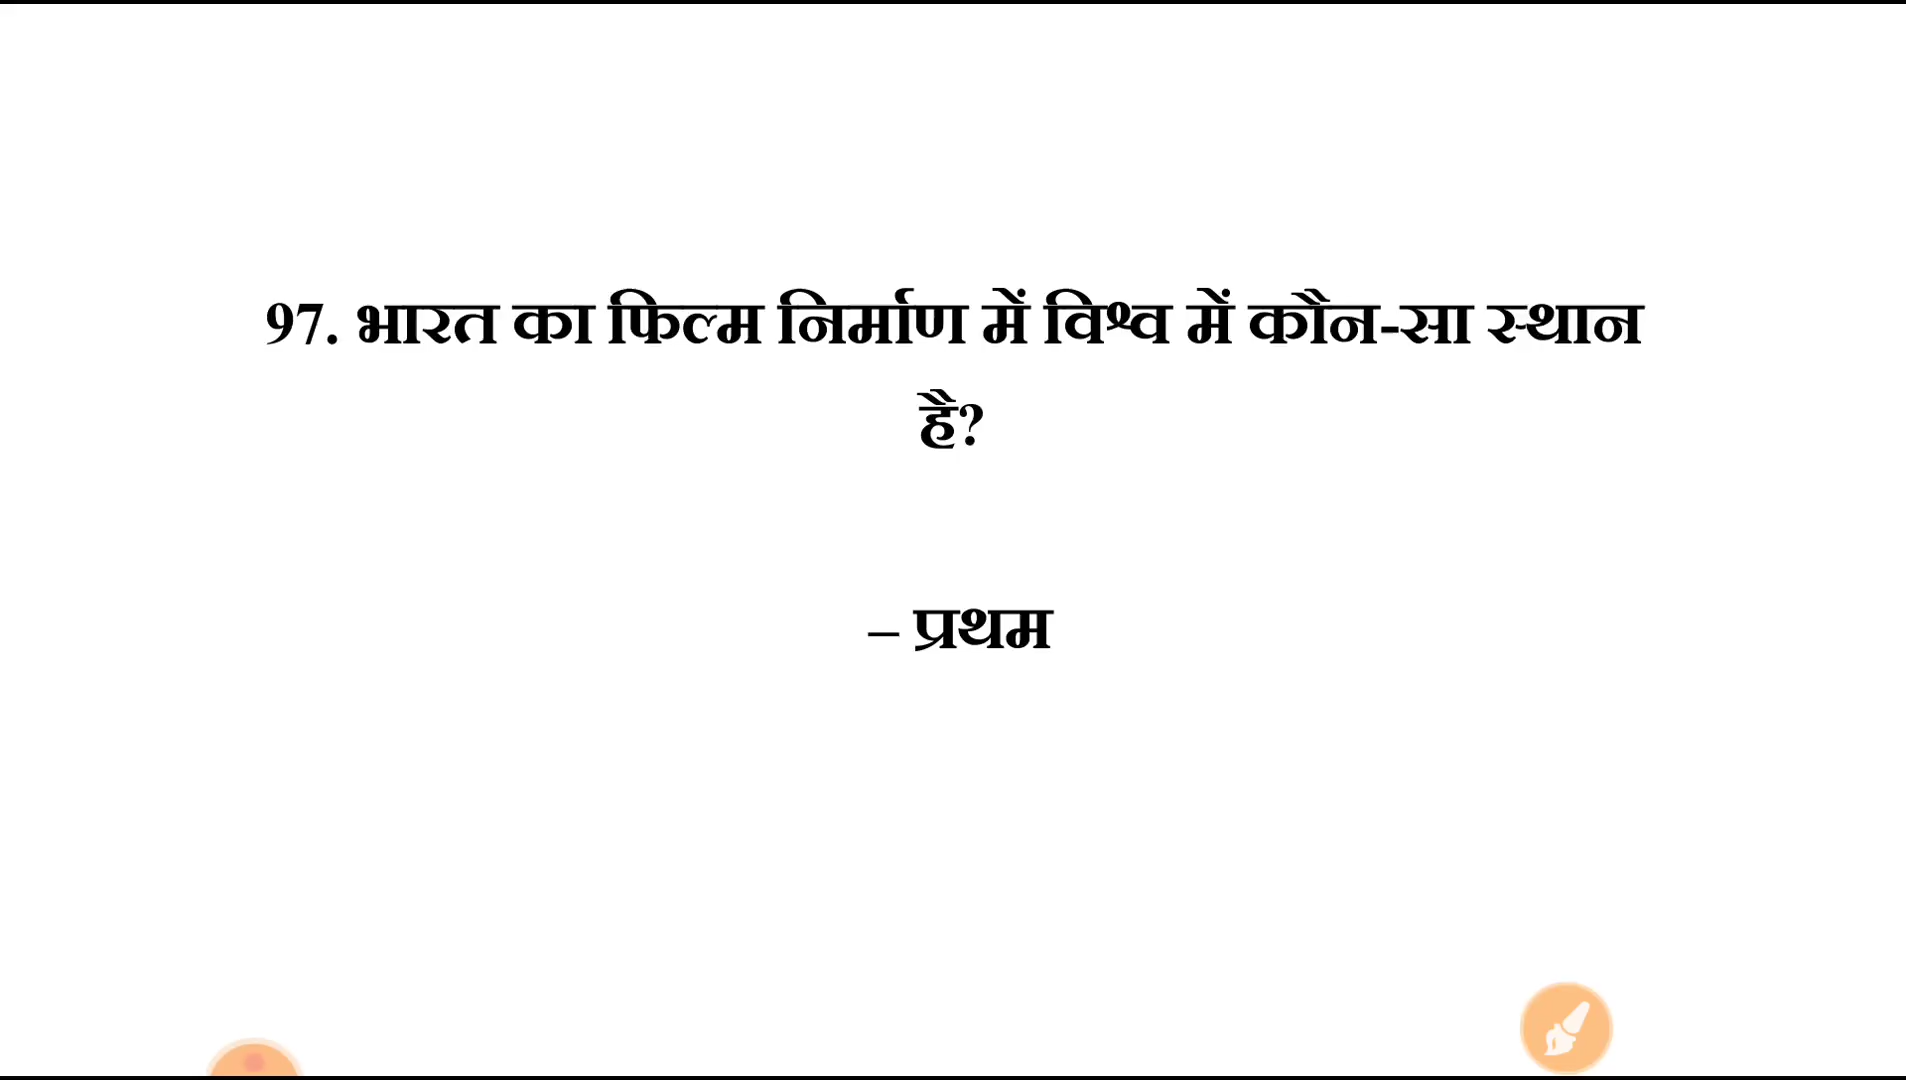 97. भारत का फिल्म निर्माण में विश्व में कौन-सा स्थान
है?
– प्रथम